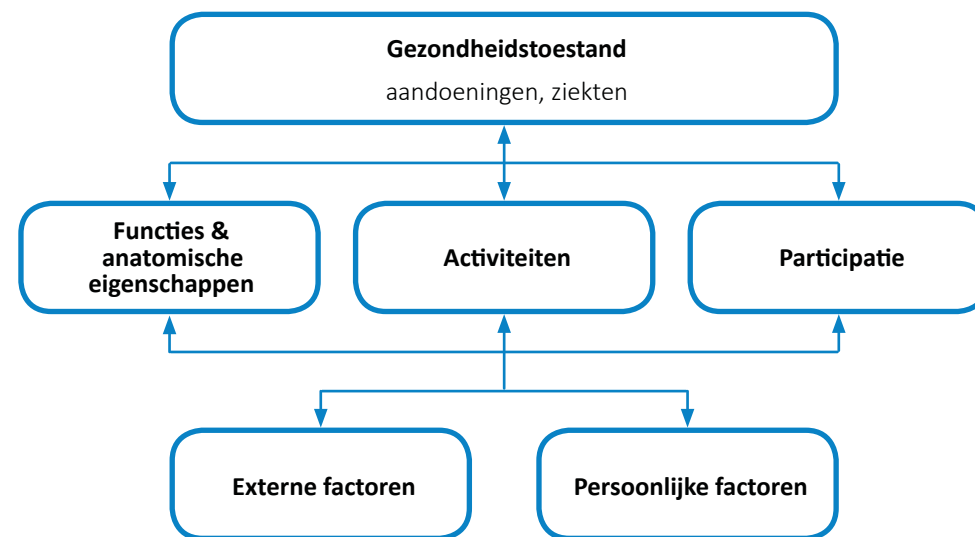 Gezondheidstoestand
aandoeningen, ziekten
Functies &
anatomische
eigenschappen
Activiteiten
Participatie
Externe factoren
Persoonlijke factoren